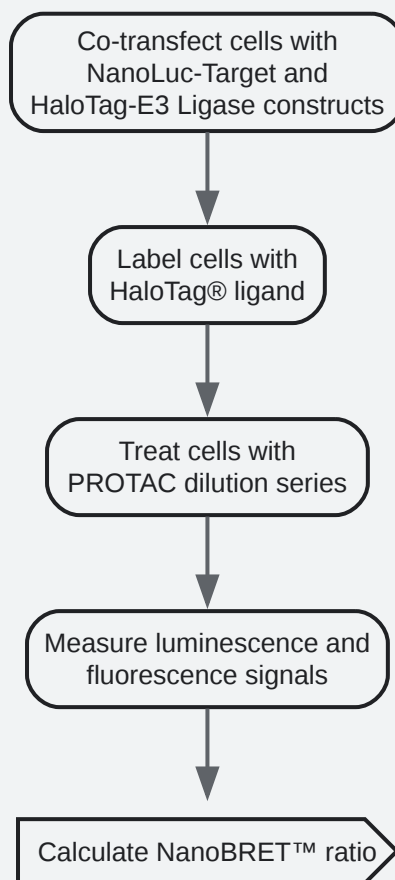 Co-transfect cells with
NanoLuc-Target and
HaloTag-E3 Ligase constructs
Label cells with
HaloTag® ligand
Treat cells with
PROTAC dilution series
Measure luminescence and
fluorescence signals
Calculate NanoBRET™ ratio